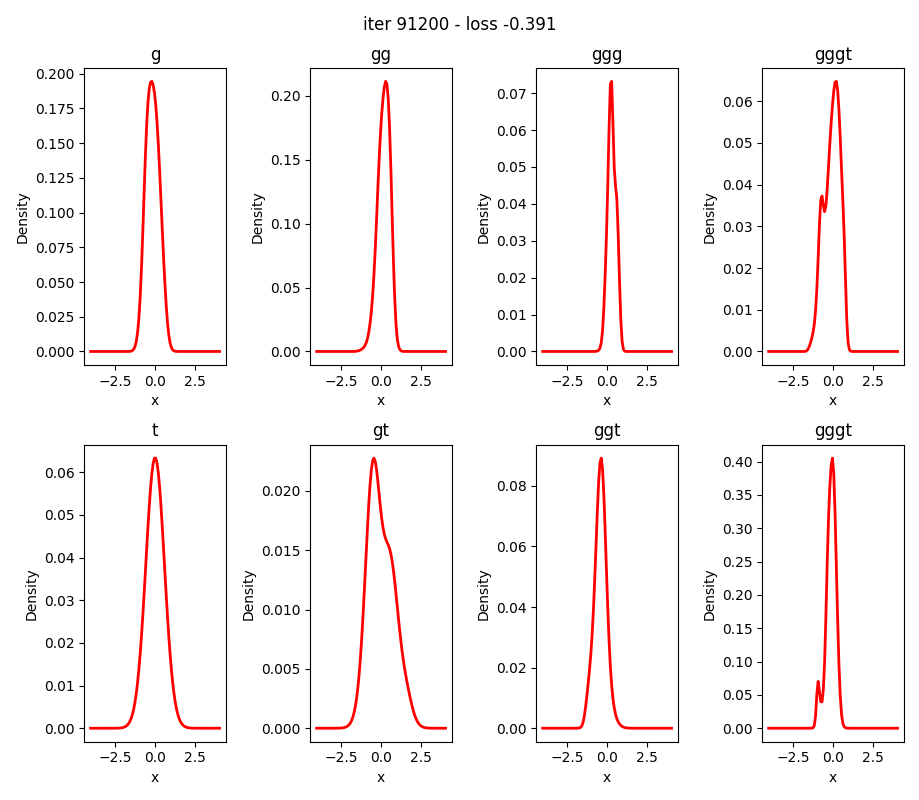 iter 91200 - loss -0.391
g gg ggg gggt
0.200 0.175 0.150 0.125 0.100 0.075 0.050 0.025 0.000
Density
−2.5 0.0 2.5
x
0.20 0.15 0.10 0.05 0.00
Density
−2.5 0.0 2.5
x
0.07 0.06 0.05 0.04 0.03 0.02 0.01 0.00
Density
−2.5 0.0 2.5
x
0.06 0.05 0.04 0.03 0.02 0.01 0.00
Density
−2.5 0.0 2.5
x
t gt ggt gggt
0.06 0.05 0.04 0.03 0.02 0.01 0.00
Density
−2.5 0.0 2.5
x
0.020 0.015 0.010 0.005 0.000
Density
−2.5 0.0 2.5
x
0.08 0.06 0.04 0.02 0.00
Density
−2.5 0.0 2.5
x
0.40 0.35 0.30 0.25 0.20 0.15 0.10 0.05 0.00
Density
−2.5 0.0 2.5
x